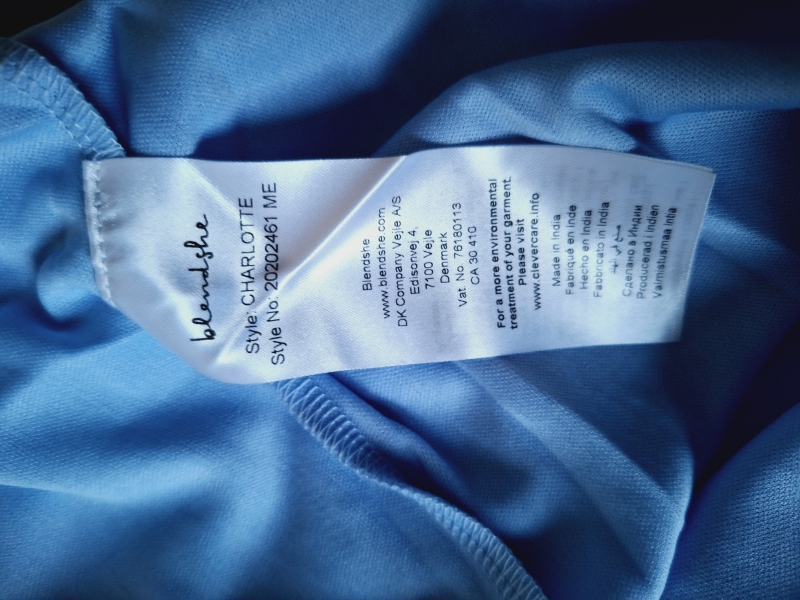 blendshe
Style: CHARLOTTE
Style No: 20202461 ME
Blendshe
www.blendshe.com
DK Company Vejle A/S
Edisonvej 4,
7100 Vejle
Denmark
Vat. No 76180113
CA 30 410
For a more environmental
treatment of your garment.
Please visit
www.clevercare.info
Made in India
Fabriqué en Inde
Hecho en India
Fabbricato in India
Сделано в Индии
Producerad i Indien
Valmistusmaa Intia